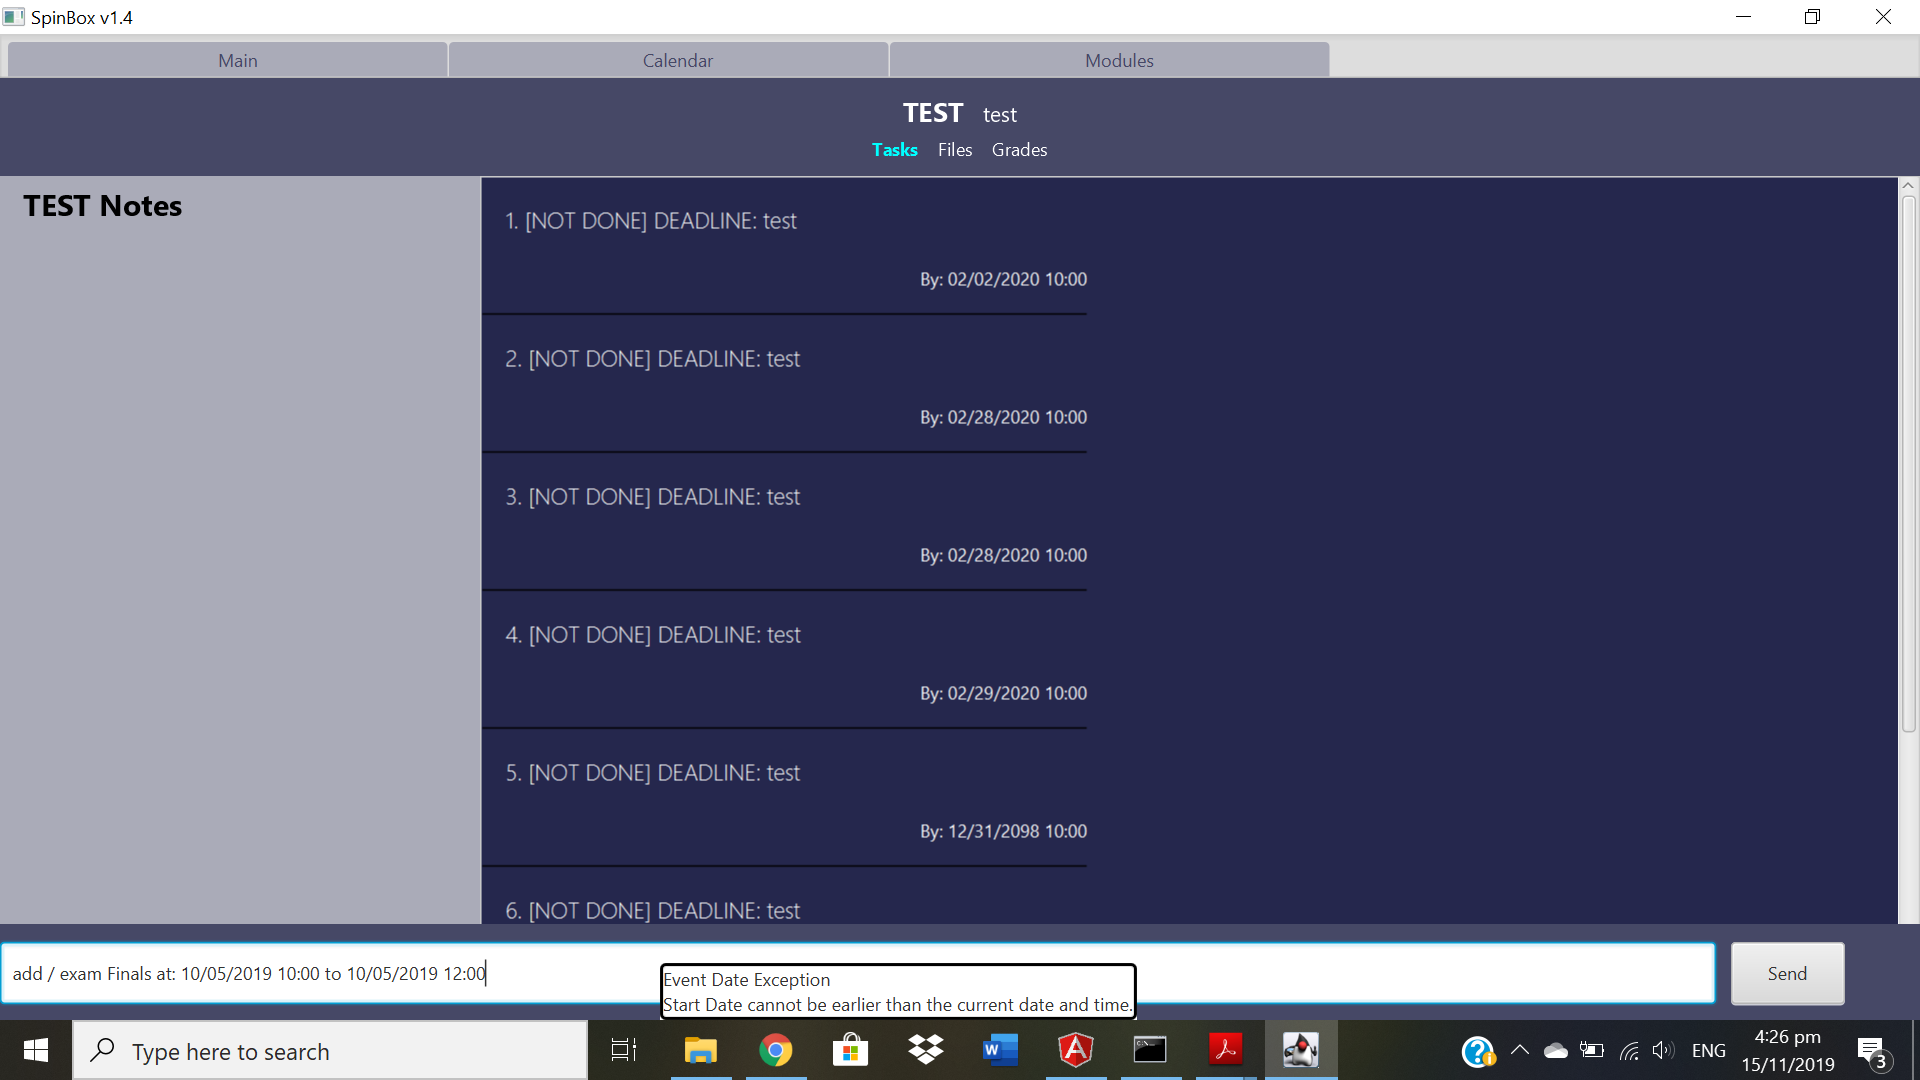 SpinBox v1.4
Main
Calendar
Modules
TEST test
Tasks Files Grades
TEST Notes
1. [NOT DONE] DEADLINE: test
By: 02/02/2020 10:00
2. [NOT DONE] DEADLINE: test
By: 02/28/2020 10:00
3. [NOT DONE] DEADLINE: test
By: 02/28/2020 10:00
4. [NOT DONE] DEADLINE: test
By: 02/29/2020 10:00
5. [NOT DONE] DEADLINE: test
By: 12/31/2098 10:00
6. [NOT DONE] DEADLINE: test
add / exam Finals at: 10/05/2019 10:00 to 10/05/2019 12:00
Event Date Exception
Start Date cannot be earlier than the current date and time.
Send
Type here to search
W
ENG
4:26 pm
15/11/2019
3